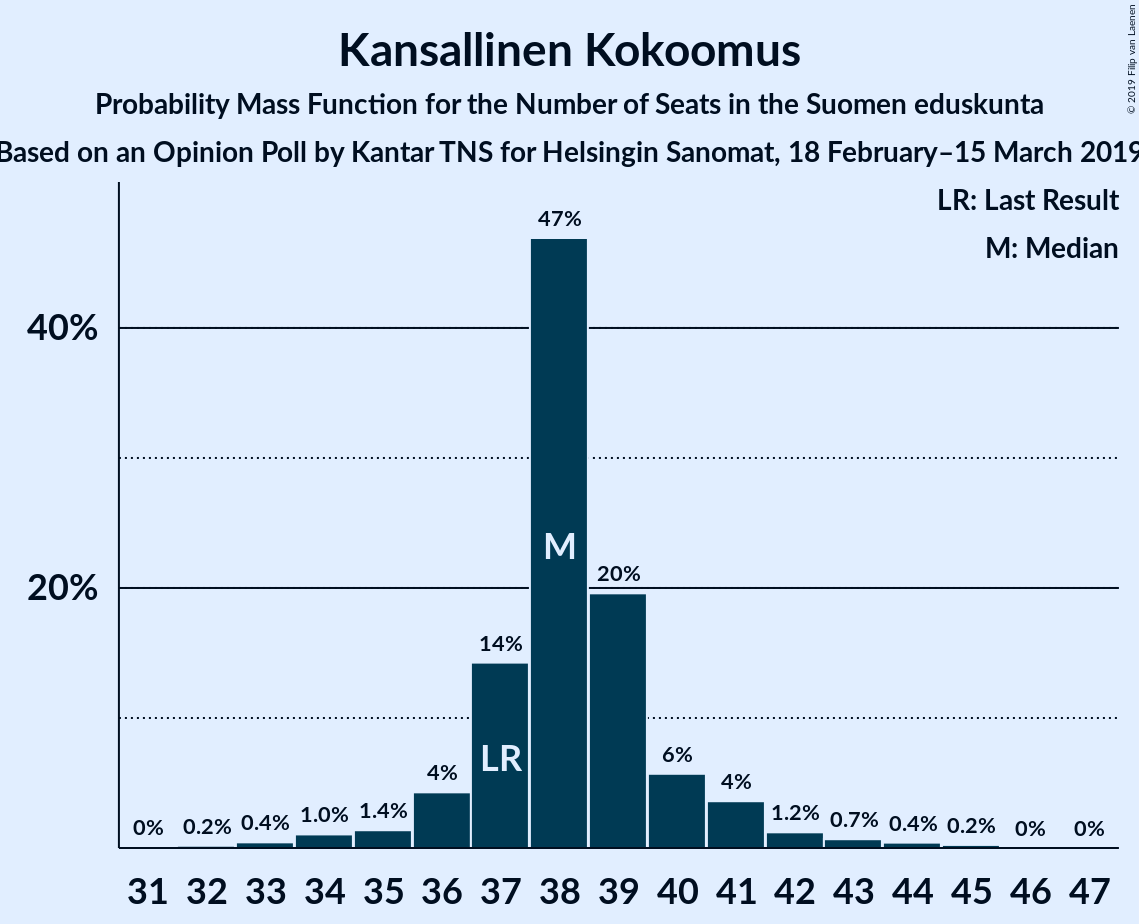 Kansallinen Kokoomus
Probability Mass Function for the Number of Seats in the Suomen eduskunta
Based on an Opinion Poll by Kantar TNS for Helsingin Sanomat, 18 February–15 March 2019
© 2019 Filip van Laenen
LR: Last Result
M: Median
40%
20%
0% 0.2% 0.4% 1.0% 1.4% 4% 14% 47% 20% 6% 4% 1.2% 0.7% 0.4% 0.2% 0% 0%
M
LR
31 32 33 34 35 36 37 38 39 40 41 42 43 44 45 46 47